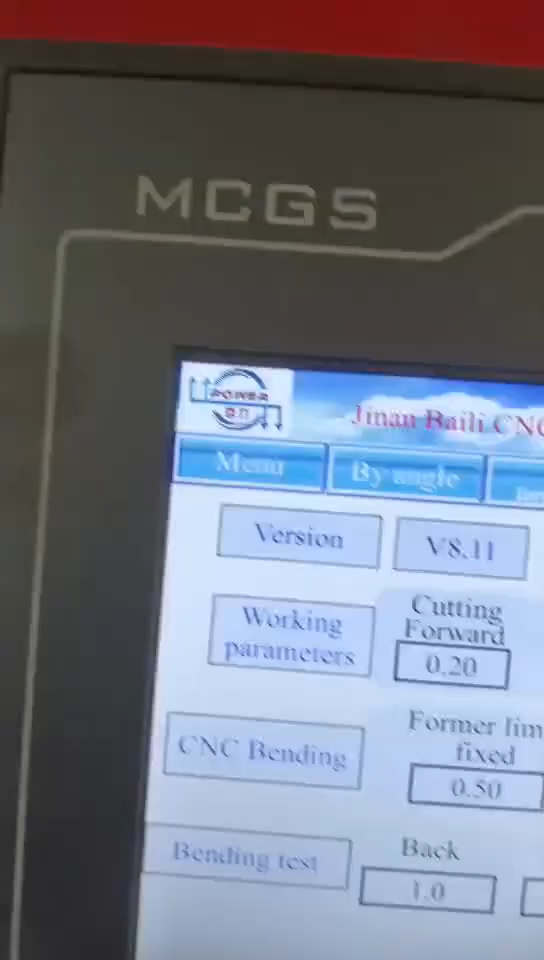 MCGS
POWER
Jinan Baili CNC
Menu
By angle
Version
V8.11
Working
parameters
Cutting
Forward
0.20
CNC Bending
Former lim
fixed
0.50
Bending test
Back
1.0